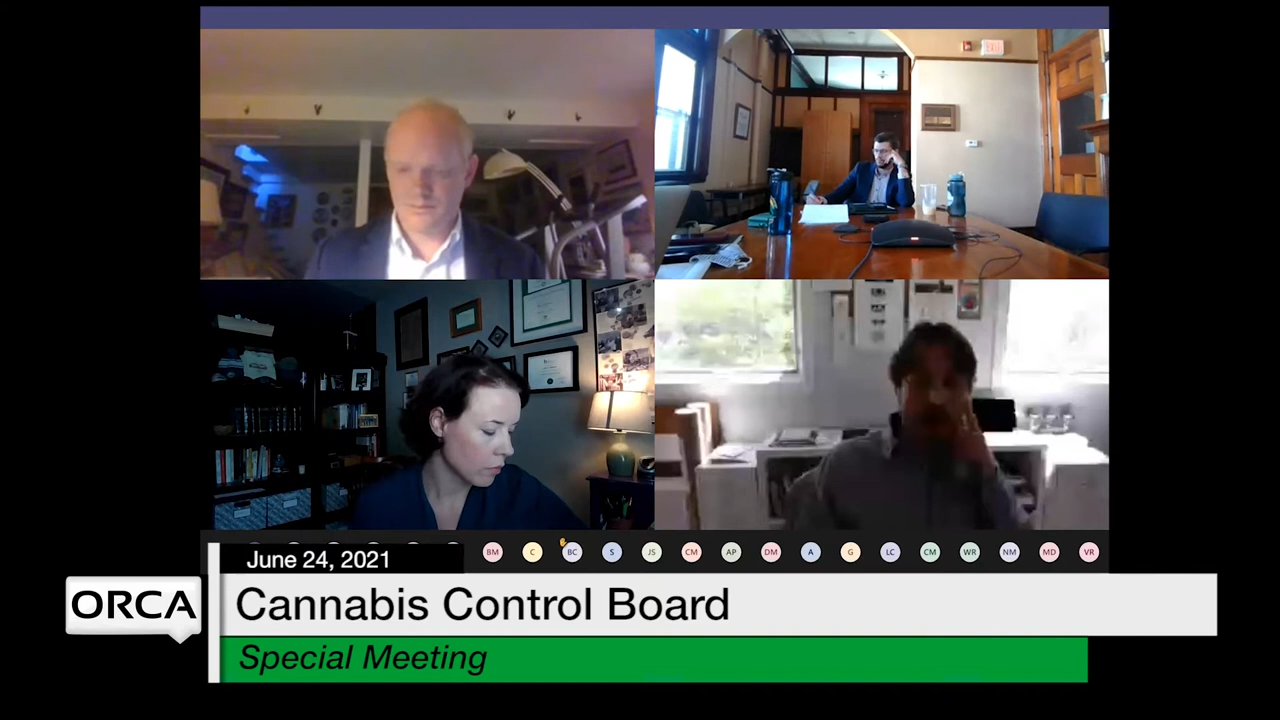 EXIT
BM C BC S JS CM AP DM A G LC CM WR NM MD VR
June 24, 2021
ORCA
Cannabis Control Board
Special Meeting